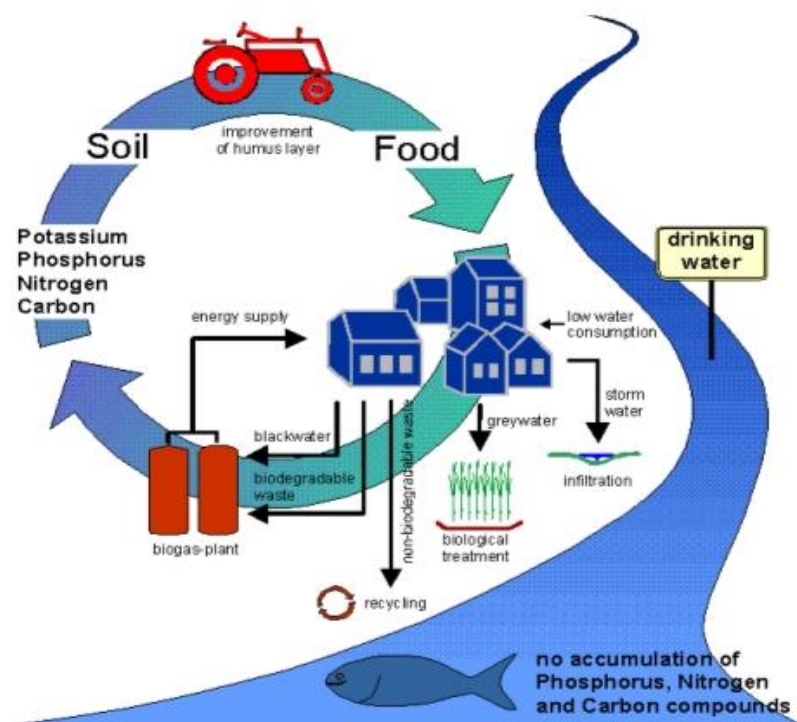 improvement
of humus layer
Soil
Food
Potassium
Phosphorus
Nitrogen
Carbon
drinking
water
energy supply
low water
consumption
storm
water
blackwater
greywater
biodegradable
waste
non-biodegradable waste
infiltration
biogas-plant
biological
treatment
recycling
no accumulation of
Phosphorus, Nitrogen
and Carbon compounds